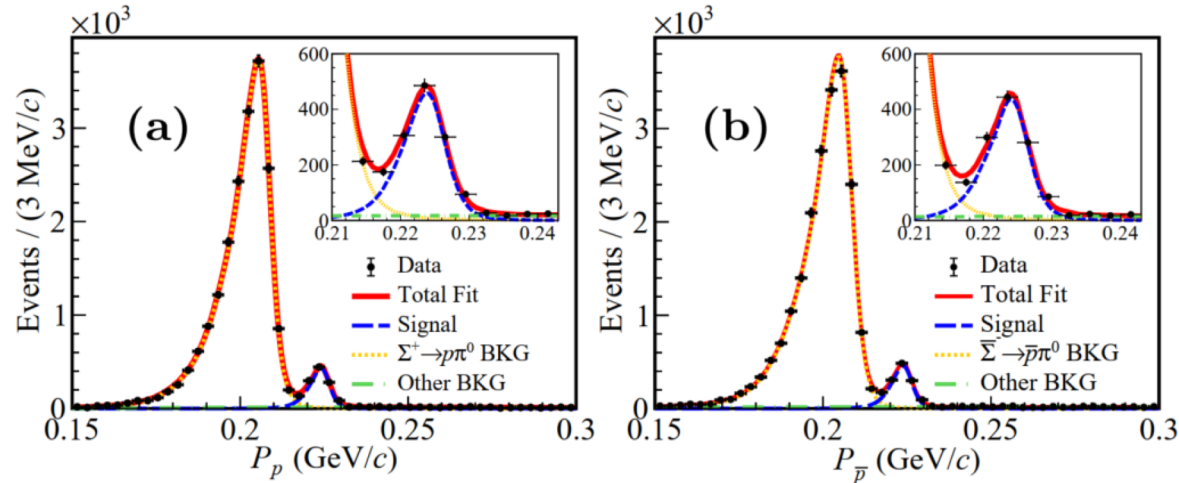 ×10³
Events / (3 MeV/c)
3
2
1
0
0.15
0.2
0.25
0.3
P_p (GeV/c)
(a)
600
400
200
0
0.21
0.22
0.23
0.24
Data
Total Fit
Signal
Σ⁺→pπ⁰ BKG
Other BKG
×10³
Events / (3 MeV/c)
3
2
1
0
0.15
0.2
0.25
0.3
P_p̄ (GeV/c)
(b)
600
400
200
0
0.21
0.22
0.23
0.24
Data
Total Fit
Signal
Σ̄⁻→p̄π⁰ BKG
Other BKG